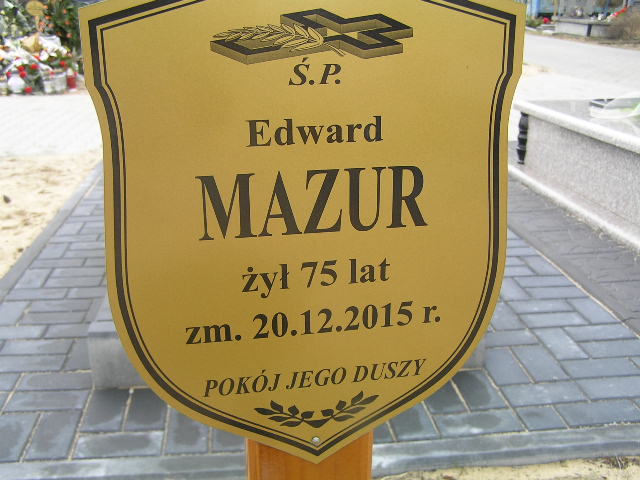 Ś.P.
Edward
MAZUR
żył 75 lat
zm. 20.12.2015 r.
POKÓJ JEGO DUSZY